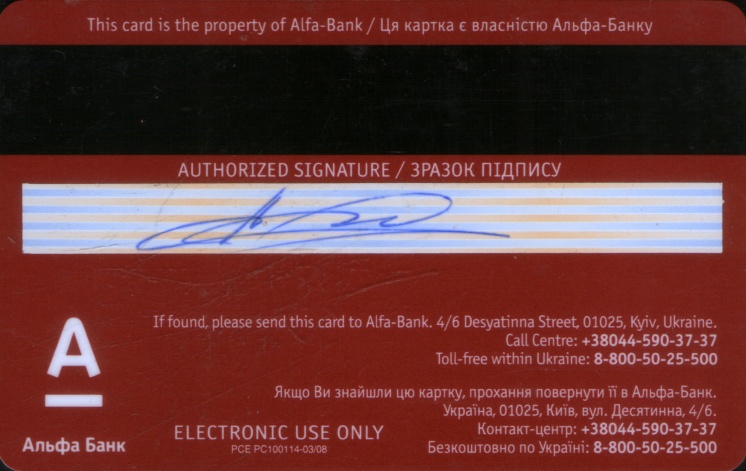 This card is the property of Alfa-Bank / Ця картка є власністю Альфа-Банку
AUTHORIZED SIGNATURE / ЗРАЗОК ПІДПИСУ
If found, please send this card to Alfa-Bank. 4/6 Desyatinna Street, 01025, Kyiv, Ukraine.
Call Centre: +38044-590-37-37
Toll-free within Ukraine: 8-800-50-25-500
Якщо Ви знайшли цю картку, прохання повернути її в Альфа-Банк.
Україна, 01025, Київ, вул. Десятинна, 4/6.
Контакт-центр: +38044-590-37-37
Безкоштовно по Україні: 8-800-50-25-500
А
Альфа Банк
ELECTRONIC USE ONLY
PCE PC100114-03/08